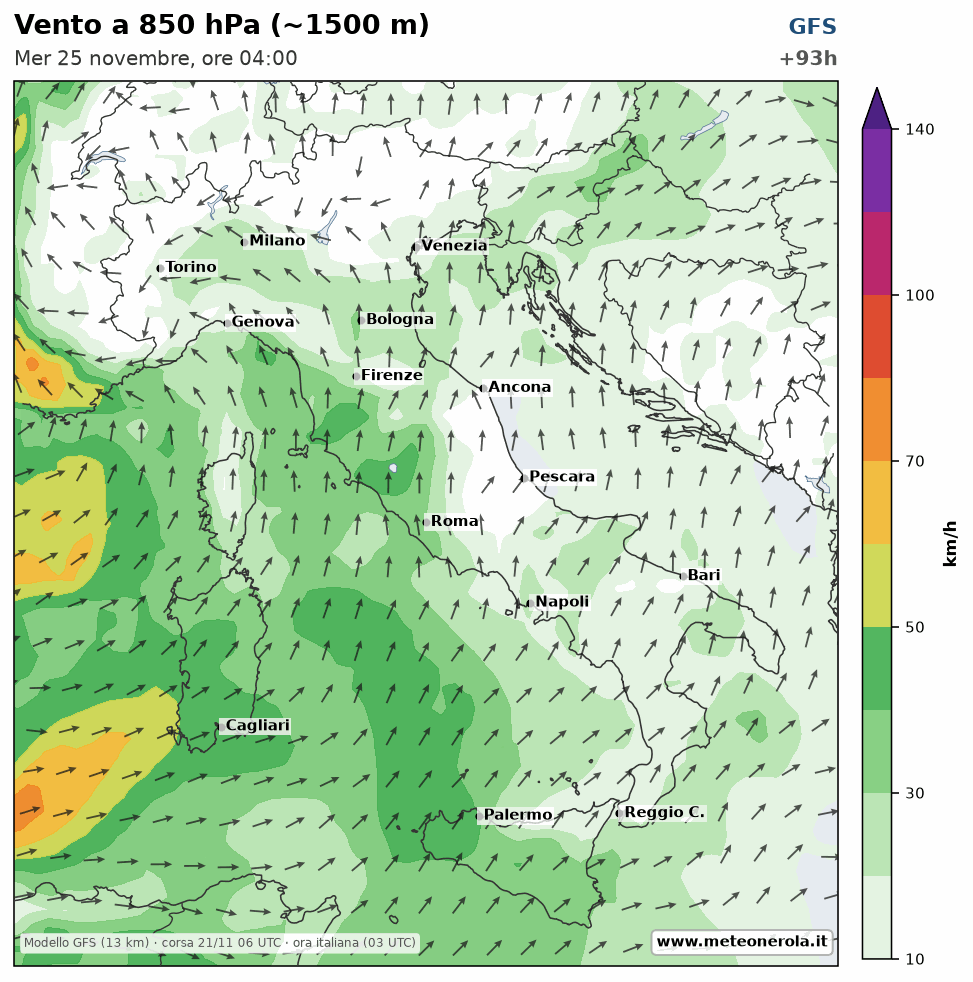 Vento a 850 hPa (~1500 m)
GFS
Mer 25 novembre, ore 04:00
+93h
Milano
Venezia
Torino
Genova
Bologna
Firenze
Ancona
Pescara
Roma
Bari
Napoli
Cagliari
Palermo
Reggio C.
140
100
70
50
30
10
km/h
Modello GFS (13 km) · corsa 21/11 06 UTC · ora italiana (03 UTC)
www.meteonerola.it